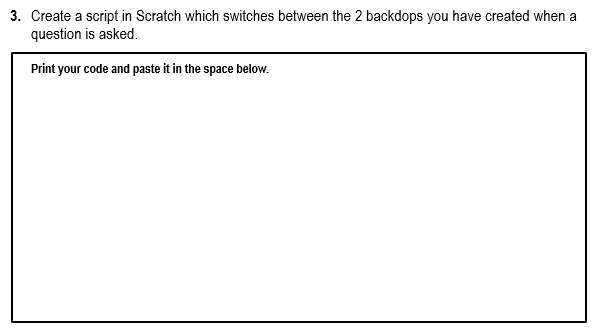 3. Create a script in Scratch which switches between the 2 backdops you have created when a
question is asked.
Print your code and paste it in the space below.